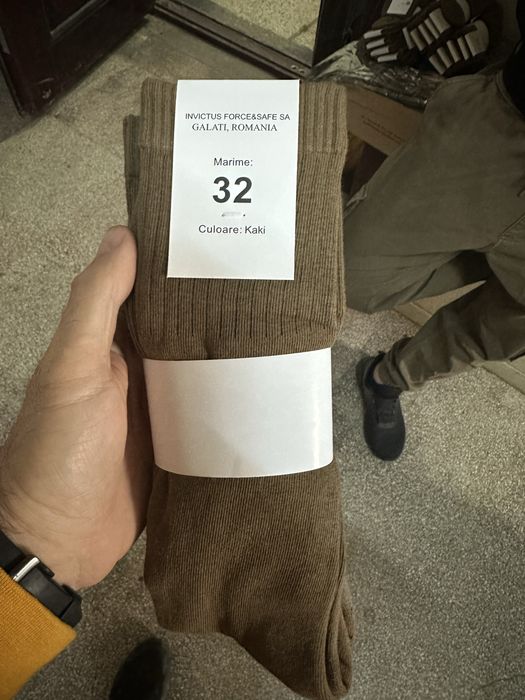 INVICTUS FORCE&SAFE SA
GALATI, ROMANIA
Marime:
32
Culoare: Kaki